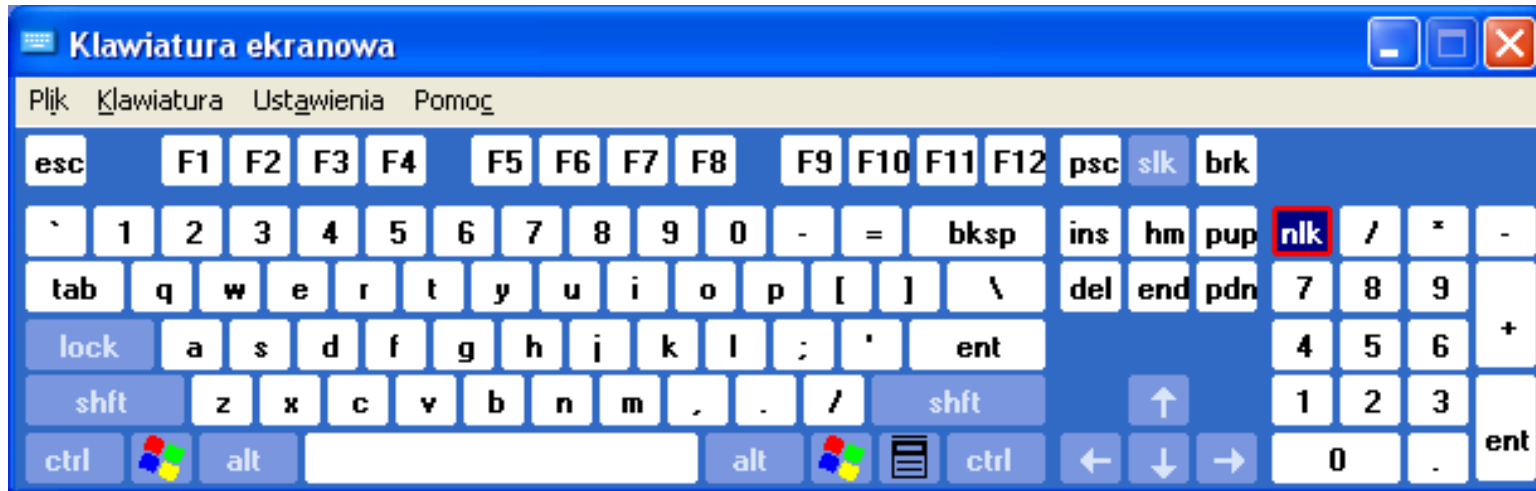 Klawiatura ekranowa
Plik Klawiatura Ustawienia Pomoc
esc F1 F2 F3 F4 F5 F6 F7 F8 F9 F10 F11 F12 psc slk brk
` 1 2 3 4 5 6 7 8 9 0 - = bksp ins hm pup nlk / * -
tab q w e r t y u i o p [ ] \ del end pdn 7 8 9 +
lock a s d f g h j k l ; ' ent 4 5 6
shft z x c v b n m , . / shft ↑ 1 2 3 ent
ctrl alt alt ctrl ← ↓ → 0 .